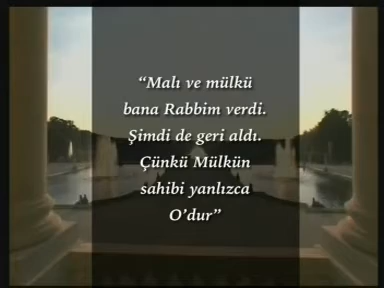 “Malı ve mülkü
bana Rabbim verdi.
Şimdi de geri aldı.
Çünkü Mülkün
sahibi yanlızca
O’dur”